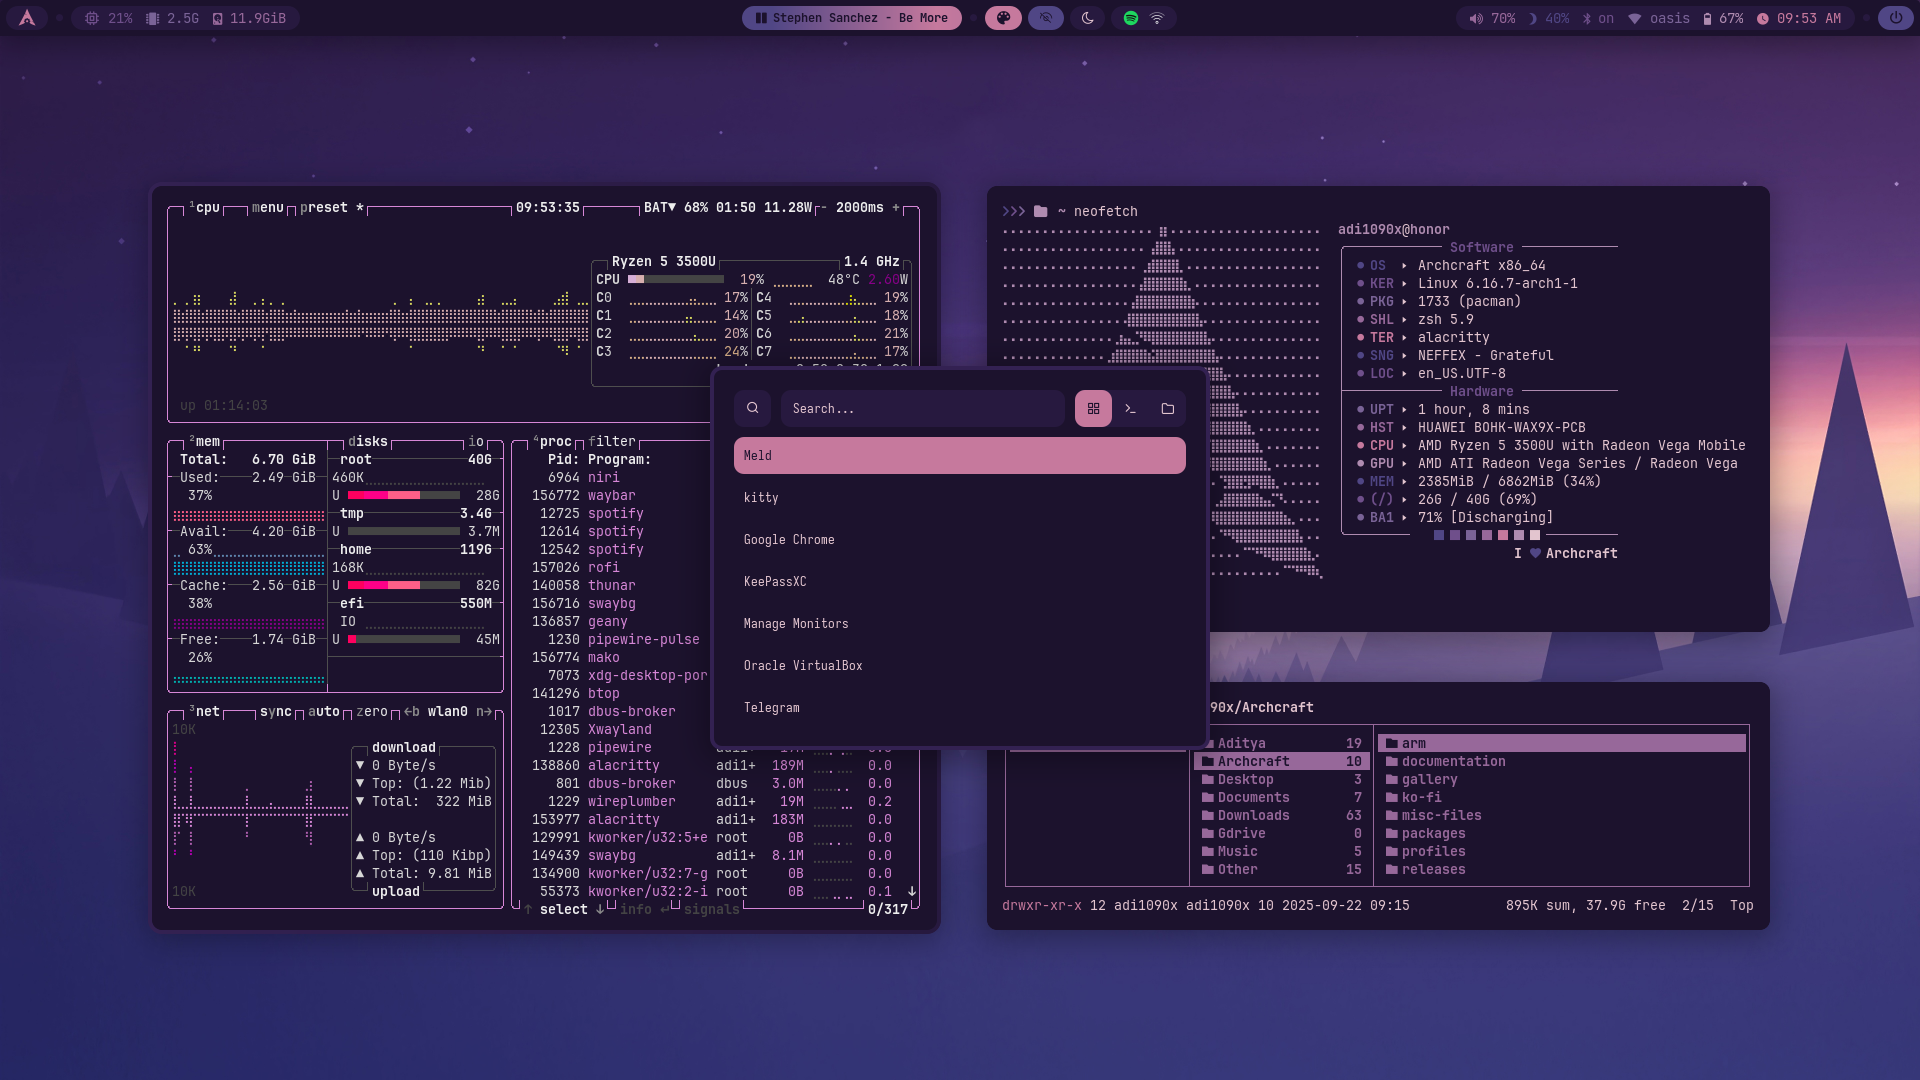 21% 2.5G 11.9GiB
Stephen Sanchez - Be More
70% 40% on oasis 67% 09:53 AM
1cpu menu preset * 09:53:35 BAT▼ 68% 01:50 11.28W - 2000ms +
Ryzen 5 3500U 1.4 GHz
CPU 19% 48°C 2.60W
C0 17% C4 19%
C1 14% C5 18%
C2 20% C6 21%
C3 24% C7 17%
up 01:14:03
2mem disks io
Total: 6.70 GiB root 40G
Used: 2.49 GiB 460K
37% U 28G
tmp 3.4G
Avail: 4.20 GiB U 3.7M
63% home 119G
168K
Cache: 2.56 GiB U 82G
38% efi 550M
IO
Free: 1.74 GiB U 45M
26%
3net sync auto zero ←b wlan0 n→
10K
download
▼ 0 Byte/s
▼ Top: (1.22 Mib)
▼ Total: 322 MiB
▲ 0 Byte/s
▲ Top: (110 Kibp)
▲ Total: 9.81 MiB
10K
upload
4proc filter
Pid: Program:
6964 niri
156772 waybar
12725 spotify
12614 spotify
12542 spotify
157026 rofi
140058 thunar
156716 swaybg
136857 geany
1230 pipewire-pulse
156774 mako
7073 xdg-desktop-por
141296 btop
1017 dbus-broker
12305 Xwayland
1228 pipewire 0.0
138860 alacritty adi1+ 189M 0.0
801 dbus-broker dbus 3.0M 0.0
1229 wireplumber adi1+ 19M 0.2
153977 alacritty adi1+ 183M 0.0
129991 kworker/u32:5+e root 0B 0.0
149439 swaybg adi1+ 8.1M 0.0
134900 kworker/u32:7-g root 0B 0.0
55373 kworker/u32:2-i root 0B 0.1 ↓
↑ select ↓ info ↵ signals 0/317
Search...
Meld
kitty
Google Chrome
KeePassXC
Manage Monitors
Oracle VirtualBox
Telegram
~ neofetch
adi1090x@honor
Software
OS Archcraft x86_64
KER Linux 6.16.7-arch1-1
PKG 1733 (pacman)
SHL zsh 5.9
TER alacritty
SNG NEFFEX - Grateful
LOC en_US.UTF-8
Hardware
UPT 1 hour, 8 mins
HST HUAWEI BOHK-WAX9X-PCB
CPU AMD Ryzen 5 3500U with Radeon Vega Mobile
GPU AMD ATI Radeon Vega Series / Radeon Vega
MEM 2385MiB / 6862MiB (34%)
(/) 26G / 40G (69%)
BA1 71% [Discharging]
I ♥ Archcraft
90x/Archcraft
Aditya 19 arm
Archcraft 10 documentation
Desktop 3 gallery
Documents 7 ko-fi
Downloads 63 misc-files
Gdrive 0 packages
Music 5 profiles
Other 15 releases
drwxr-xr-x 12 adi1090x adi1090x 10 2025-09-22 09:15 895K sum, 37.9G free 2/15 Top